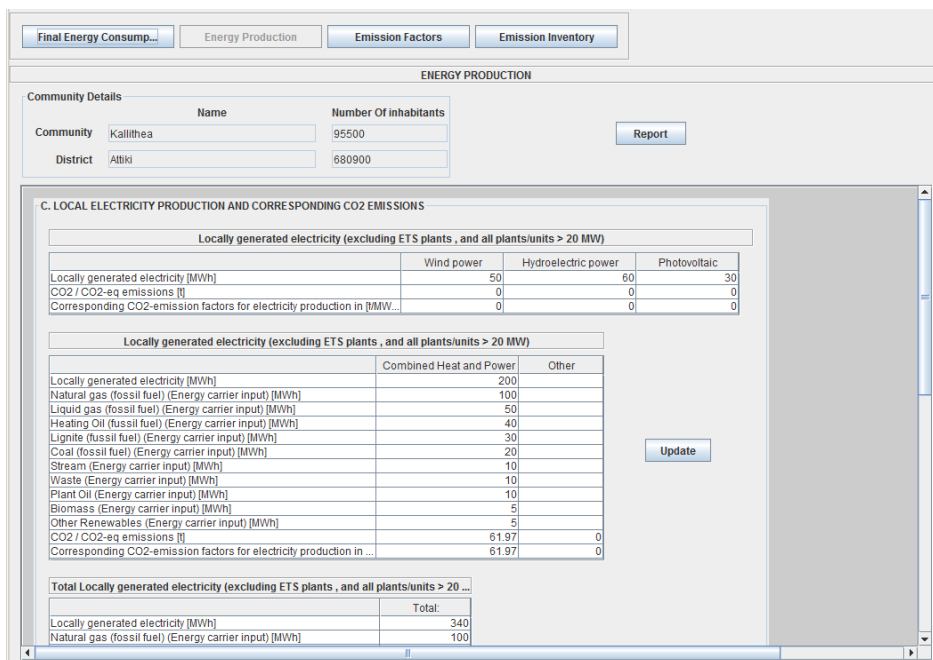 Final Energy Consump... Energy Production Emission Factors Emission Inventory
ENERGY PRODUCTION
Community Details
Name Number Of inhabitants
Community Kallithea 95500
Report
District Attiki 680900
C. LOCAL ELECTRICITY PRODUCTION AND CORRESPONDING CO2 EMISSIONS
Locally generated electricity (excluding ETS plants , and all plants/units > 20 MW)
Wind power Hydroelectric power Photovoltaic
Locally generated electricity [MWh] 50 60 30
CO2 / CO2-eq emissions [t] 0 0 0
Corresponding CO2-emission factors for electricity production in [t/MW... 0 0 0
Locally generated electricity (excluding ETS plants , and all plants/units > 20 MW)
Combined Heat and Power Other
Locally generated electricity [MWh] 200
Natural gas (fossil fuel) (Energy carrier input) [MWh] 100
Liquid gas (fossil fuel) (Energy carrier input) [MWh] 50
Heating Oil (fussil fuel) (Energy carrier input) [MWh] 40
Lignite (fussil fuel) (Energy carrier input) [MWh] 30
Coal (fossil fuel) (Energy carrier input) [MWh] 20
Update
Stream (Energy carrier input) [MWh] 10
Waste (Energy carrier input) [MWh] 10
Plant Oil (Energy carrier input) [MWh] 10
Biomass (Energy carrier input) [MWh] 5
Other Renewables (Energy carrier input) [MWh] 5
CO2 / CO2-eq emissions [t] 61.97 0
Corresponding CO2-emission factors for electricity production in ... 61.97 0
Total Locally generated electricity (excluding ETS plants , and all plants/units > 20 ...
Total:
Locally generated electricity [MWh] 340
Natural gas (fossil fuel) (Energy carrier input) [MWh] 100